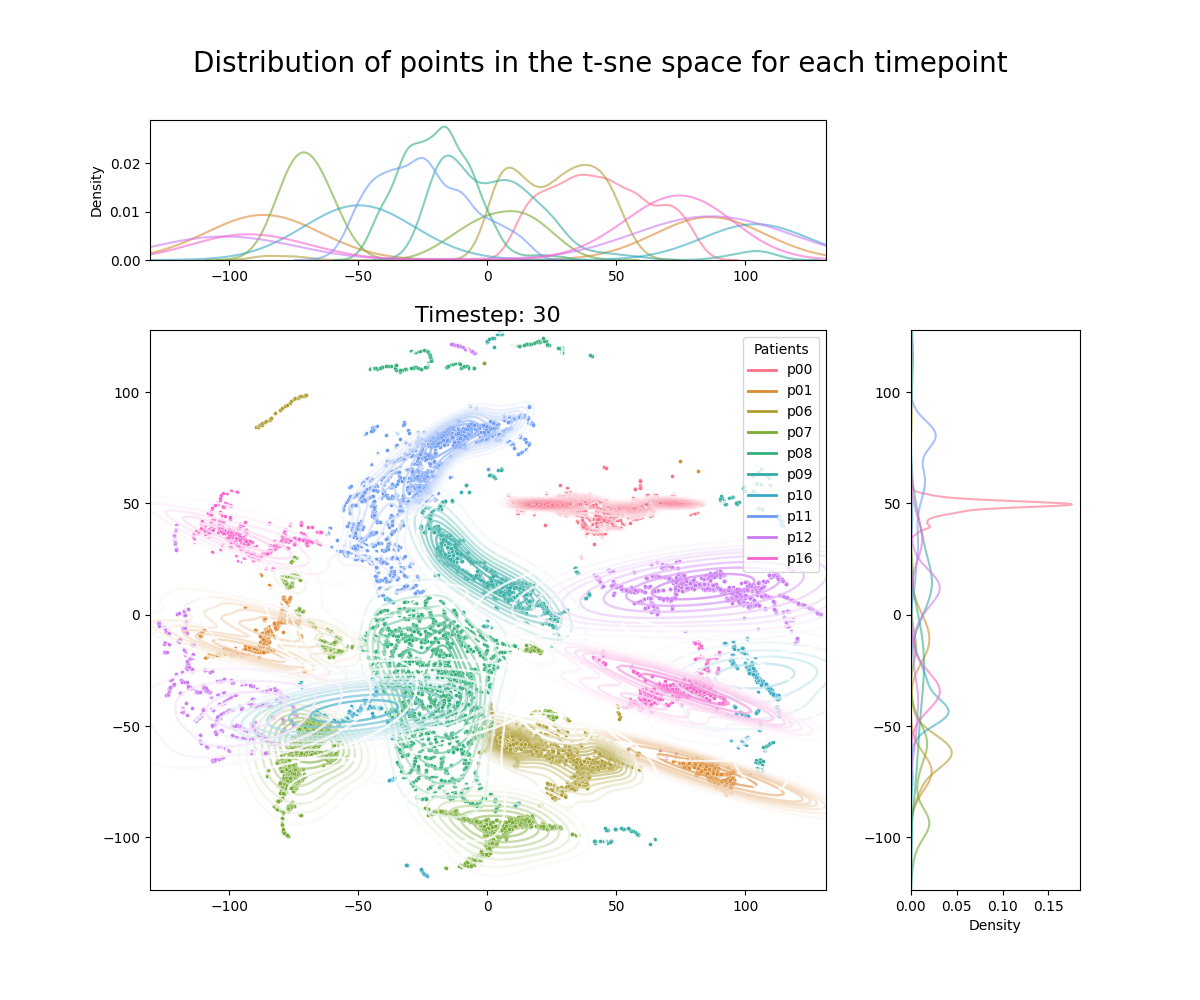 Distribution of points in the t-sne space for each timepoint
Density
0.02
0.01
0.00
−100
−50
0
50
100
Timestep: 30
100
50
0
−50
−100
−100
−50
0
50
100
Patients
p00
p01
p06
p07
p08
p09
p10
p11
p12
p16
100
50
0
−50
−100
0.00
0.05
0.10
0.15
Density